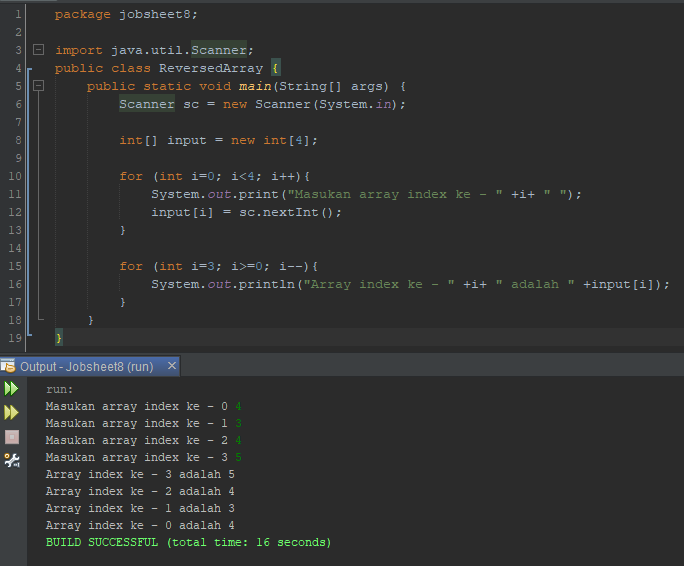 1 package jobsheet8;
2
3 import java.util.Scanner;
4 public class ReversedArray {
5 public static void main(String[] args) {
6 Scanner sc = new Scanner(System.in);
7
8 int[] input = new int[4];
9
10 for (int i=0; i<4; i++){
11 System.out.print("Masukan array index ke - " +i+ " ");
12 input[i] = sc.nextInt();
13 }
14
15 for (int i=3; i>=0; i--){
16 System.out.println("Array index ke - " +i+ " adalah " +input[i]);
17 }
18 }
19 }
Output - Jobsheet8 (run)
run:
Masukan array index ke - 0 4
Masukan array index ke - 1 3
Masukan array index ke - 2 4
Masukan array index ke - 3 5
Array index ke - 3 adalah 5
Array index ke - 2 adalah 4
Array index ke - 1 adalah 3
Array index ke - 0 adalah 4
BUILD SUCCESSFUL (total time: 16 seconds)